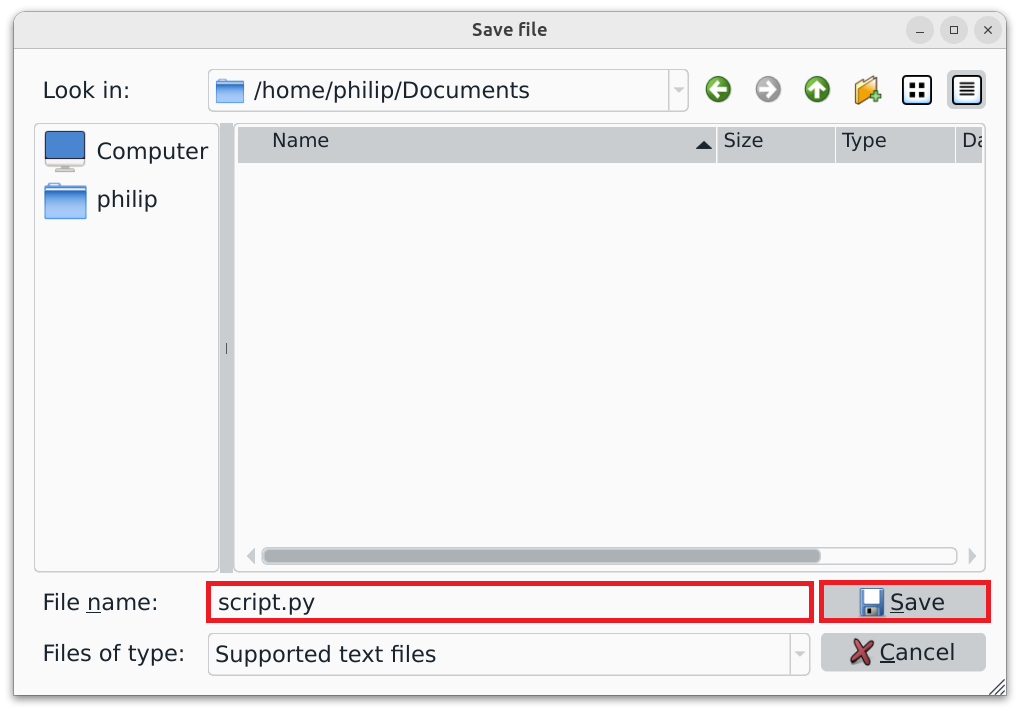 Save file
Look in: /home/philip/Documents
Name Size Type Da
Computer
philip
File name: script.py Save
Files of type: Supported text files Cancel